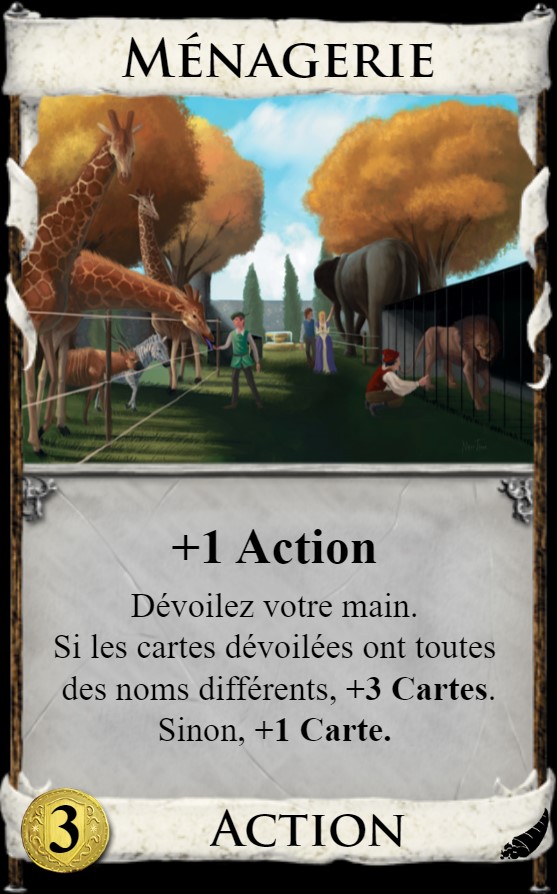 MÉNAGERIE
+1 Action
Dévoilez votre main.
Si les cartes dévoilées ont toutes
des noms différents, +3 Cartes.
Sinon, +1 Carte.
3
ACTION